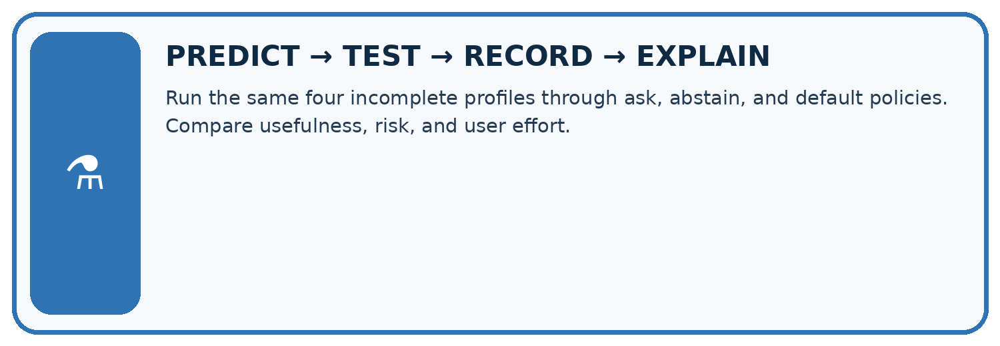 PREDICT → TEST → RECORD → EXPLAIN
Run the same four incomplete profiles through ask, abstain, and default policies.
Compare usefulness, risk, and user effort.